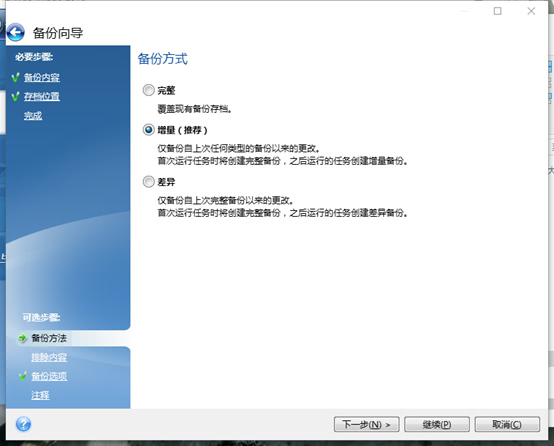 备份向导
必要步骤:
备份内容
存档位置
完成
备份方式
完整
覆盖现有备份存档。
增量（推荐）
仅备份自上次任何类型的备份以来的更改。
首次运行任务时将创建完整备份，之后运行的任务创建增量备份。
差异
仅备份自上次完整备份以来的更改。
首次运行任务时将创建完整备份，之后运行的任务创建差异备份。
可选步骤:
备份方法
排除内容
备份选项
注释
下一步(N) >
继续(P)
取消(C)